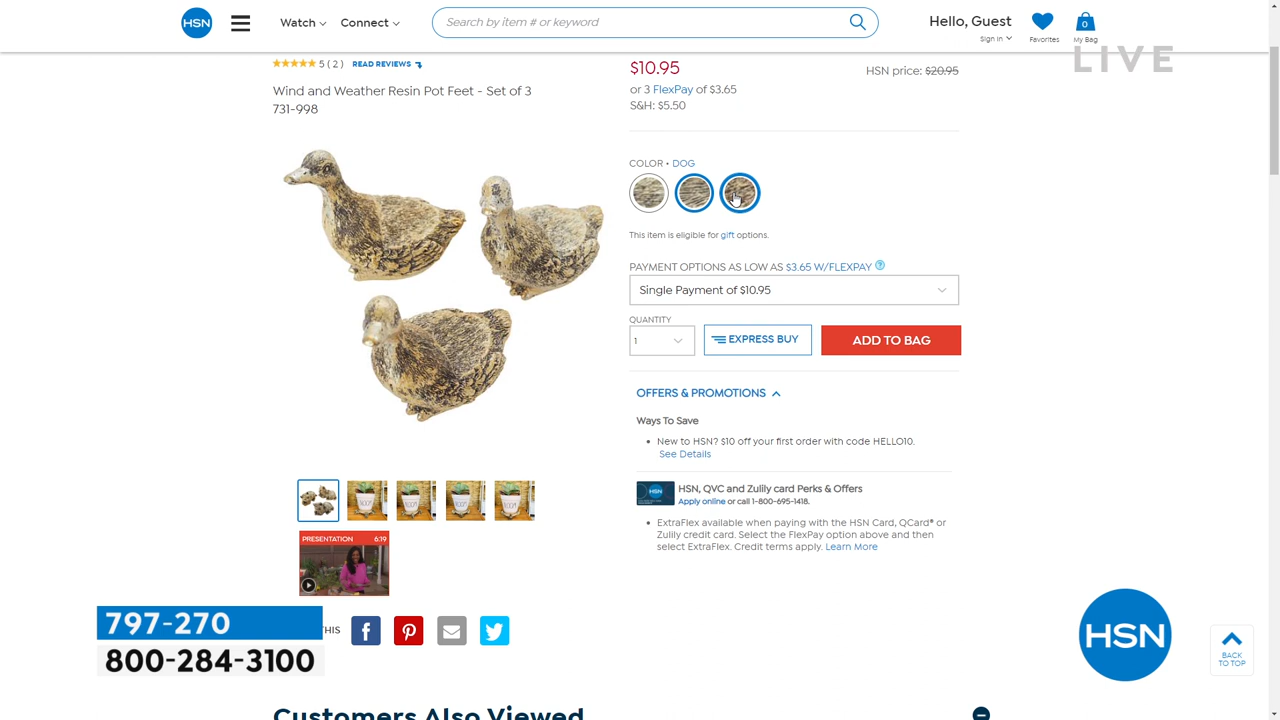 HSN
Watch
Connect
Search by item # or keyword
Hello, Guest
Sign In
Favorites
0
My Bag
LIVE
5 ( 2 ) READ REVIEWS
Wind and Weather Resin Pot Feet - Set of 3
731-998
$10.95
HSN price: $20.95
or 3 FlexPay of $3.65
S&H: $5.50
COLOR • DOG
This item is eligible for gift options.
PAYMENT OPTIONS AS LOW AS $3.65 W/FLEXPAY ?
Single Payment of $10.95
QUANTITY
1
EXPRESS BUY
ADD TO BAG
OFFERS & PROMOTIONS
Ways To Save
• New to HSN? $10 off your first order with code HELLO10.
See Details
HSN
HSN, QVC and Zulily card Perks & Offers
Apply online or call 1-800-695-1418.
• ExtraFlex available when paying with the HSN Card, QCard® or
Zulily credit card. Select the FlexPay option above and then
select ExtraFlex. Credit terms apply. Learn More
PRESENTATION 6:19
797-270
HIS
800-284-3100
HSN
BACK
TO TOP
Customers Also Viewed